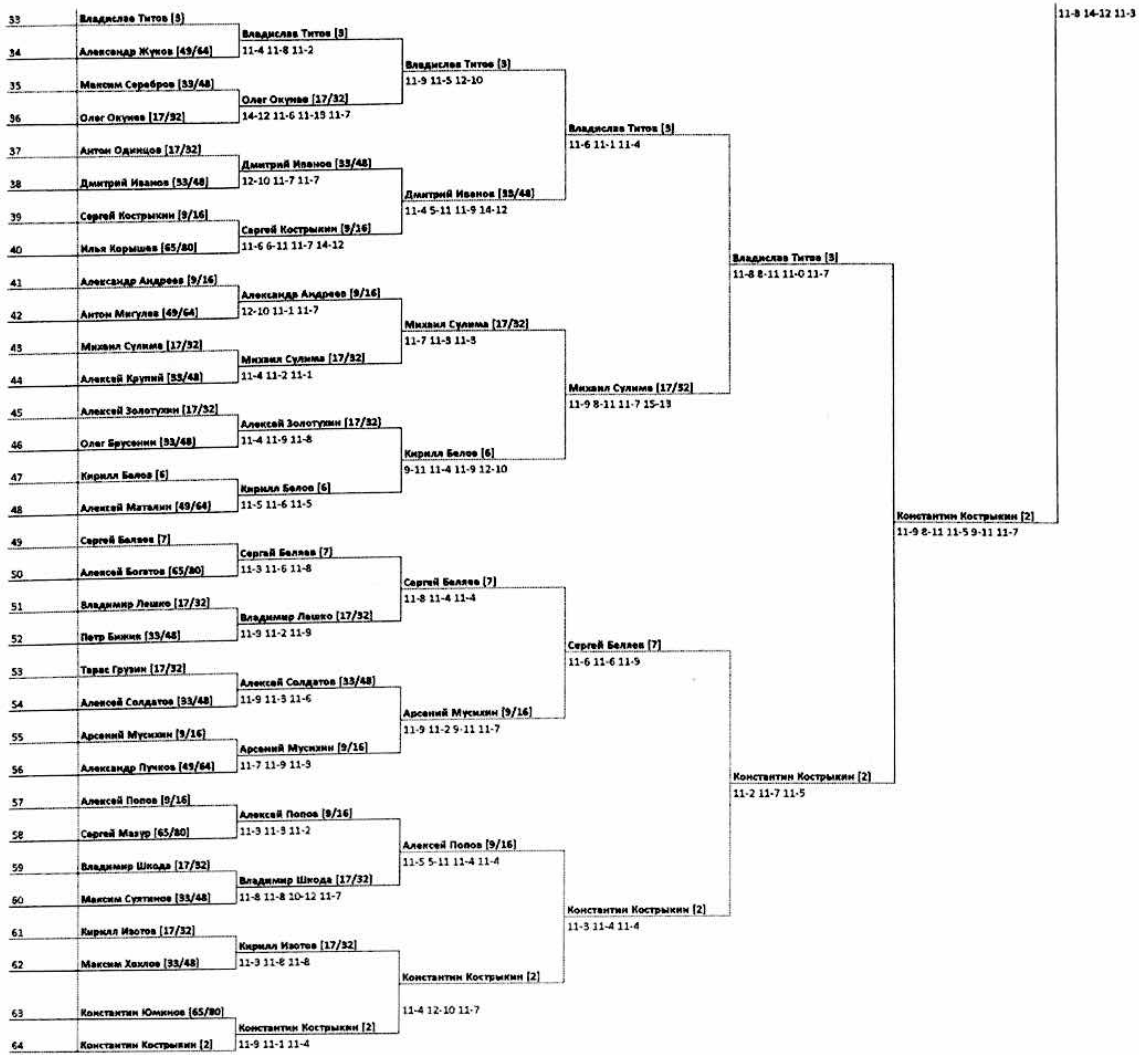 11-8 14-12 11-3
33 Владислав Титов [3]
Владислав Титов [3]
34 Александр Жуков [49/64] 11-4 11-8 11-2
Владислав Титов [3]
35 Максим Серебров [33/48] 11-9 11-5 12-10
Олег Окунев [17/32]
36 Олег Окунев [17/32] 14-12 11-6 11-13 11-7
Владислав Титов [3]
37 Антон Одинцов [17/32] 11-6 11-1 11-4
Дмитрий Иванов [33/48]
38 Дмитрий Иванов [33/48] 12-10 11-7 11-7
Дмитрий Иванов [33/48]
39 Сергей Кострыкин [9/16] 11-4 5-11 11-9 14-12
Сергей Кострыкин [9/16]
40 Илья Корышев [65/80] 11-6 6-11 11-7 14-12
Владислав Титов [3]
41 Александр Андреев [9/16] 11-8 8-11 11-0 11-7
Александр Андреев [9/16]
42 Антон Мигулев [49/64] 12-10 11-1 11-7
Михаил Сулима [17/32]
43 Михаил Сулима [17/32] 11-7 11-3 11-3
Михаил Сулима [17/32]
44 Алексей Крупий [33/48] 11-4 11-2 11-1
Михаил Сулима [17/32]
45 Алексей Золотухин [17/32] 11-9 8-11 11-7 15-13
Алексей Золотухин [17/32]
46 Олег Брусенин [33/48] 11-4 11-9 11-8
Кирилл Белов [6]
47 Кирилл Белов [6] 9-11 11-4 11-9 12-10
Кирилл Белов [6]
48 Алексей Маталин [49/64] 11-5 11-6 11-5
Константин Кострыкин [2]
49 Сергей Беляев [7] 11-9 8-11 11-5 9-11 11-7
Сергей Беляев [7]
50 Алексей Богатов [65/80] 11-3 11-6 11-8
Сергей Беляев [7]
51 Владимир Лешко [17/32] 11-8 11-4 11-4
Владимир Лешко [17/32]
52 Петр Бижик [33/48] 11-9 11-2 11-9
Сергей Беляев [7]
53 Тарас Грузин [17/32] 11-6 11-6 11-9
Алексей Солдатов [33/48]
54 Алексей Солдатов [33/48] 11-9 11-3 11-6
Арсений Мусихин [9/16]
55 Арсений Мусихин [9/16] 11-9 11-2 9-11 11-7
Арсений Мусихин [9/16]
56 Александр Пучков [49/64] 11-7 11-9 11-3
Константин Кострыкин [2]
57 Алексей Попов [9/16] 11-2 11-7 11-5
Алексей Попов [9/16]
58 Сергей Мазур [65/80] 11-3 11-3 11-2
Алексей Попов [9/16]
59 Владимир Шкода [17/32] 11-5 5-11 11-4 11-4
Владимир Шкода [17/32]
60 Максим Суятинов [33/48] 11-8 11-8 10-12 11-7
Константин Кострыкин [2]
61 Кирилл Изотов [17/32] 11-3 11-4 11-4
Кирилл Изотов [17/32]
62 Максим Хохлов [33/48] 11-3 11-8 11-8
Константин Кострыкин [2]
63 Константин Юминов [65/80] 11-4 12-10 11-7
Константин Кострыкин [2]
64 Константин Кострыкин [2] 11-9 11-1 11-4